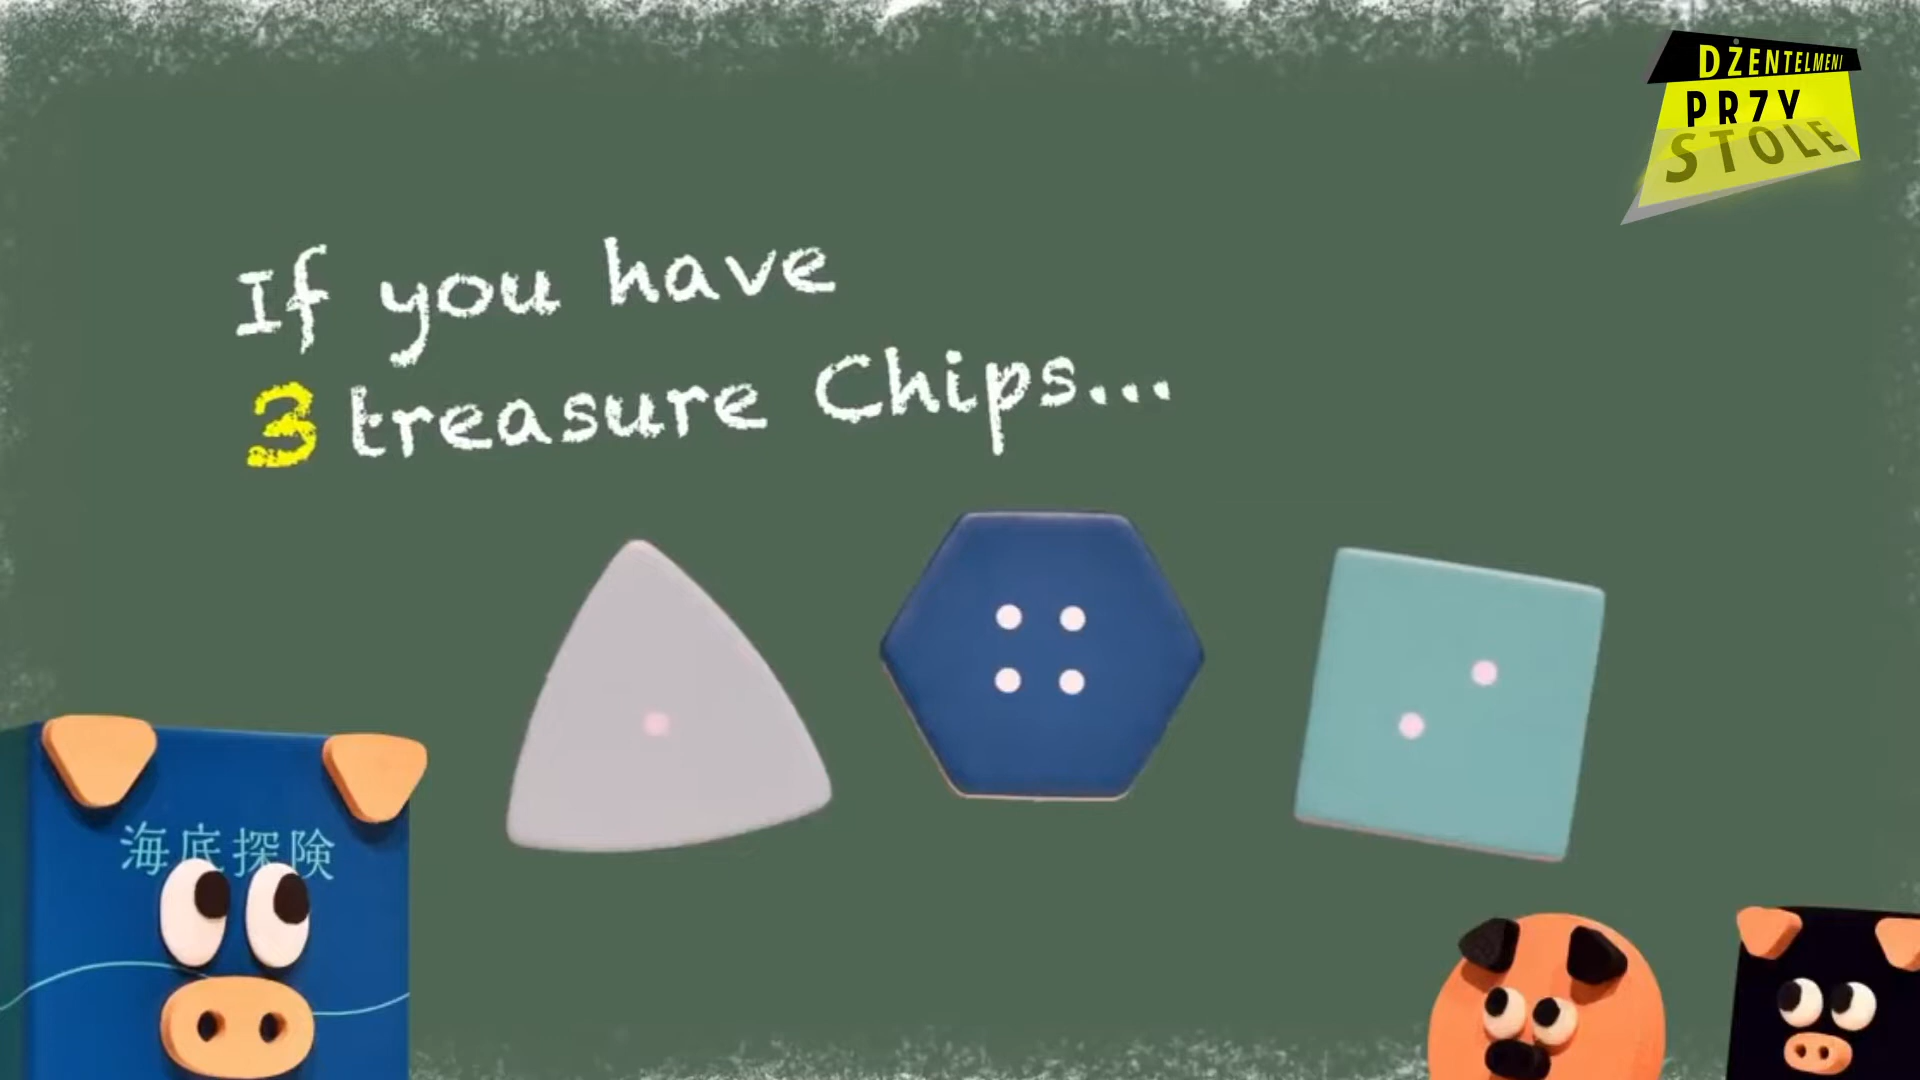 DŻENTELMENI
PRZY
STOLE
If you have
3 treasure Chips...
海底探険